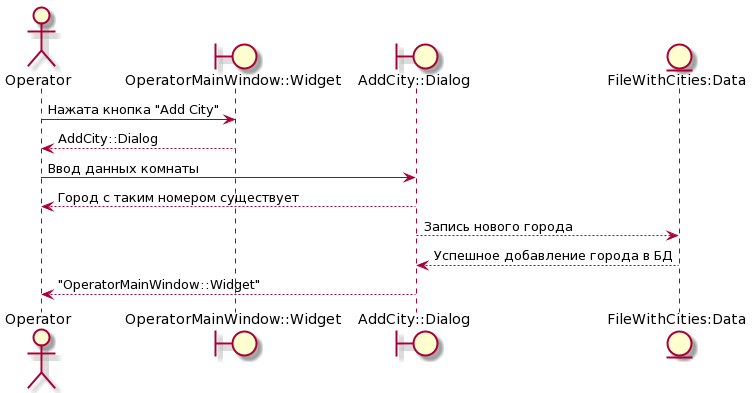 Operator
OperatorMainWindow::Widget
AddCity::Dialog
FileWithCities:Data
Нажата кнопка "Add City"
AddCity::Dialog
Ввод данных комнаты
Город с таким номером существует
Запись нового города
Успешное добавление города в БД
"OperatorMainWindow::Widget"
Operator
OperatorMainWindow::Widget
AddCity::Dialog
FileWithCities:Data